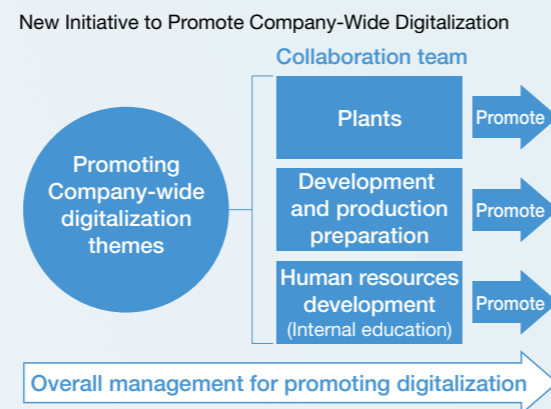 New Initiative to Promote Company-Wide Digitalization
Collaboration team
Promoting
Company-wide
digitalization
themes
Plants
Promote
Development
and production
preparation
Promote
Human resources
development
(Internal education)
Promote
Overall management for promoting digitalization